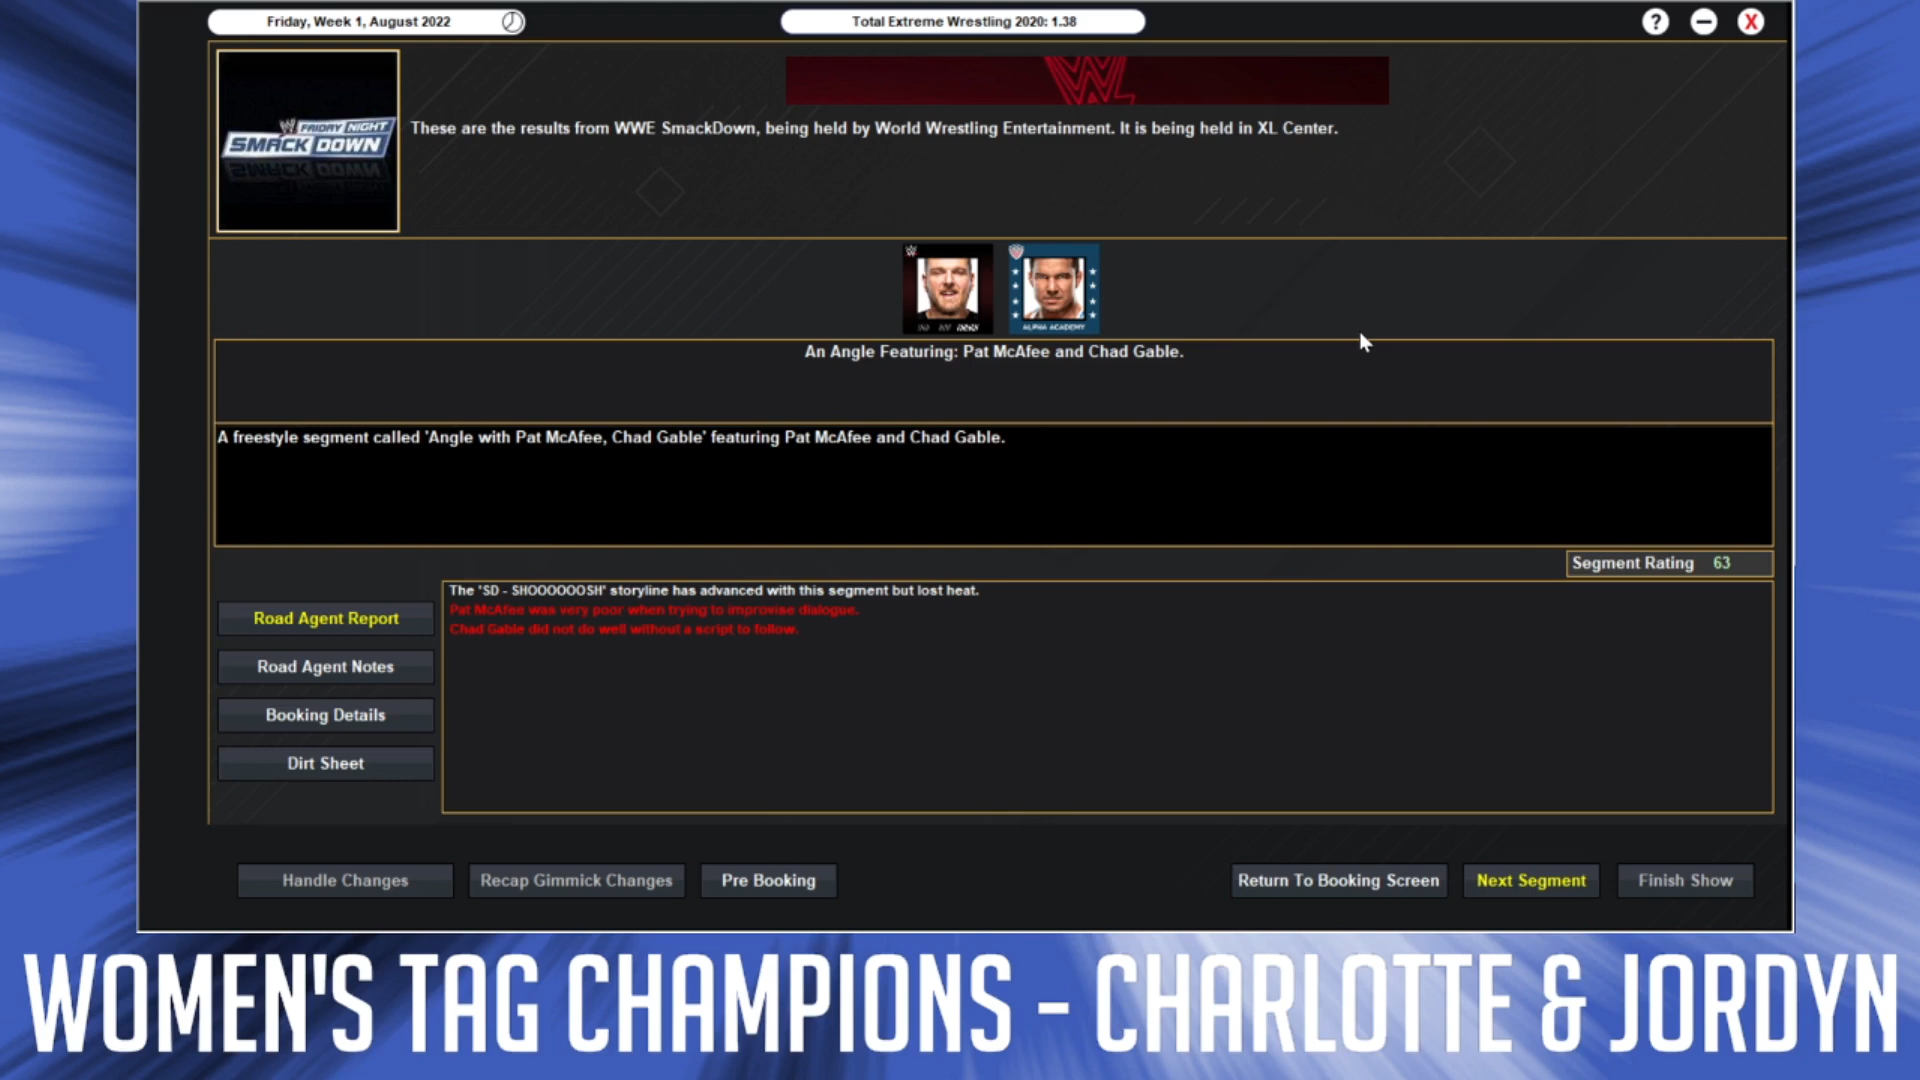 Friday, Week 1, August 2022
Total Extreme Wrestling 2020: 1.38
?
X
FRIDAY NIGHT
SMACK DOWN
These are the results from WWE SmackDown, being held by World Wrestling Entertainment. It is being held in XL Center.
ALPHA ACADEMY
An Angle Featuring: Pat McAfee and Chad Gable.
A freestyle segment called 'Angle with Pat McAfee, Chad Gable' featuring Pat McAfee and Chad Gable.
Segment Rating 63
The 'SD - SHOOOOOOSH' storyline has advanced with this segment but lost heat.
Pat McAfee was very poor when trying to improvise dialogue.
Chad Gable did not do well without a script to follow.
Road Agent Report
Road Agent Notes
Booking Details
Dirt Sheet
Handle Changes
Recap Gimmick Changes
Pre Booking
Return To Booking Screen
Next Segment
Finish Show
WOMEN'S TAG CHAMPIONS - CHARLOTTE & JORDYN